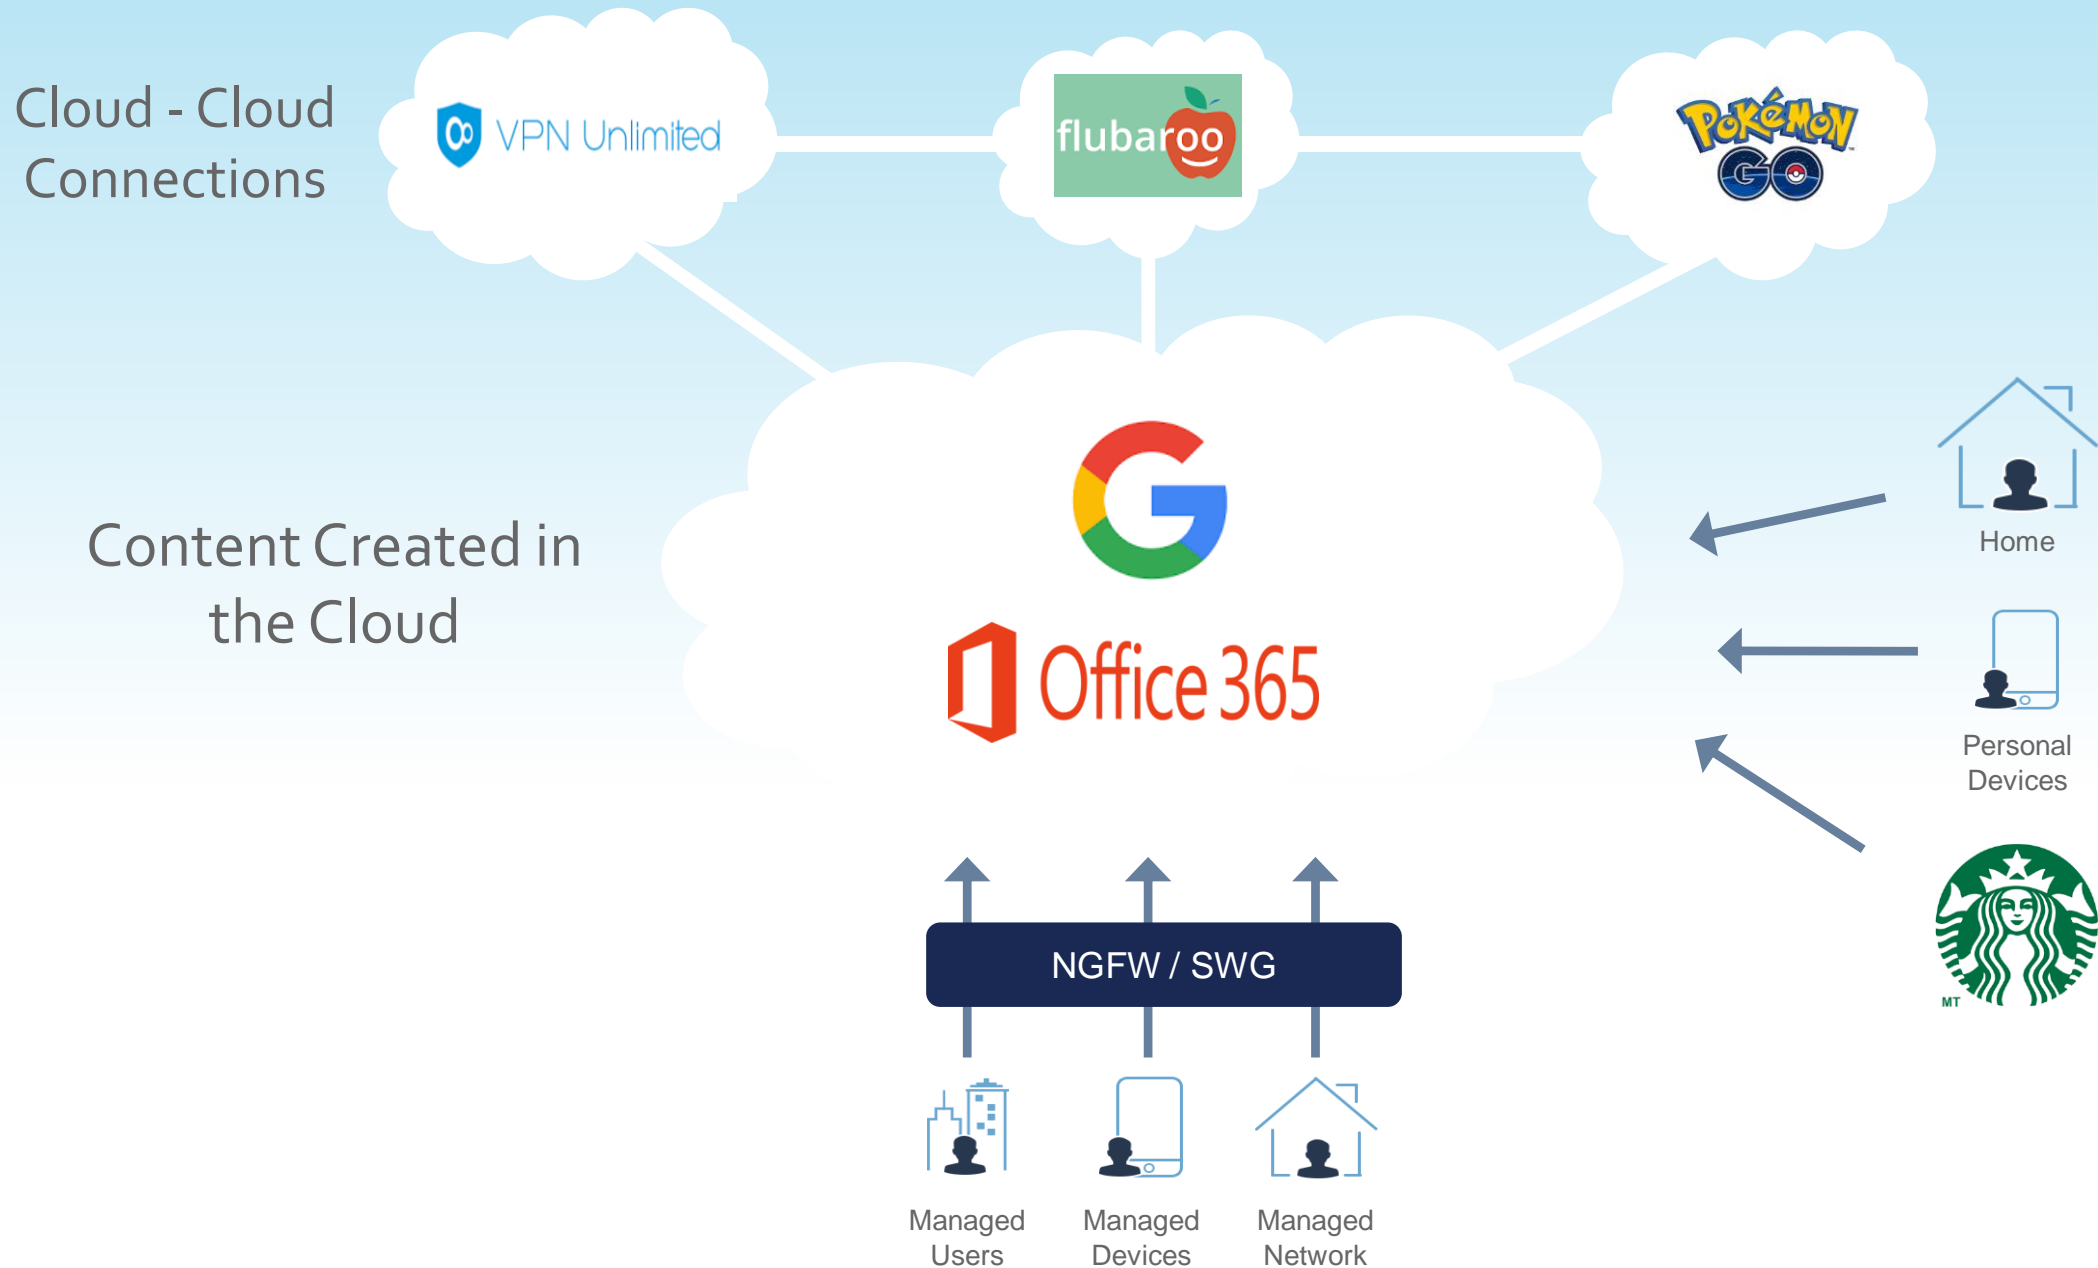 Cloud - Cloud
Connections
VPN Unlimited
flubaroo
POKÉMON
GO
Content Created in
the Cloud
G
Office 365
Home
Personal
Devices
MT
NGFW / SWG
Managed
Users
Managed
Devices
Managed
Network